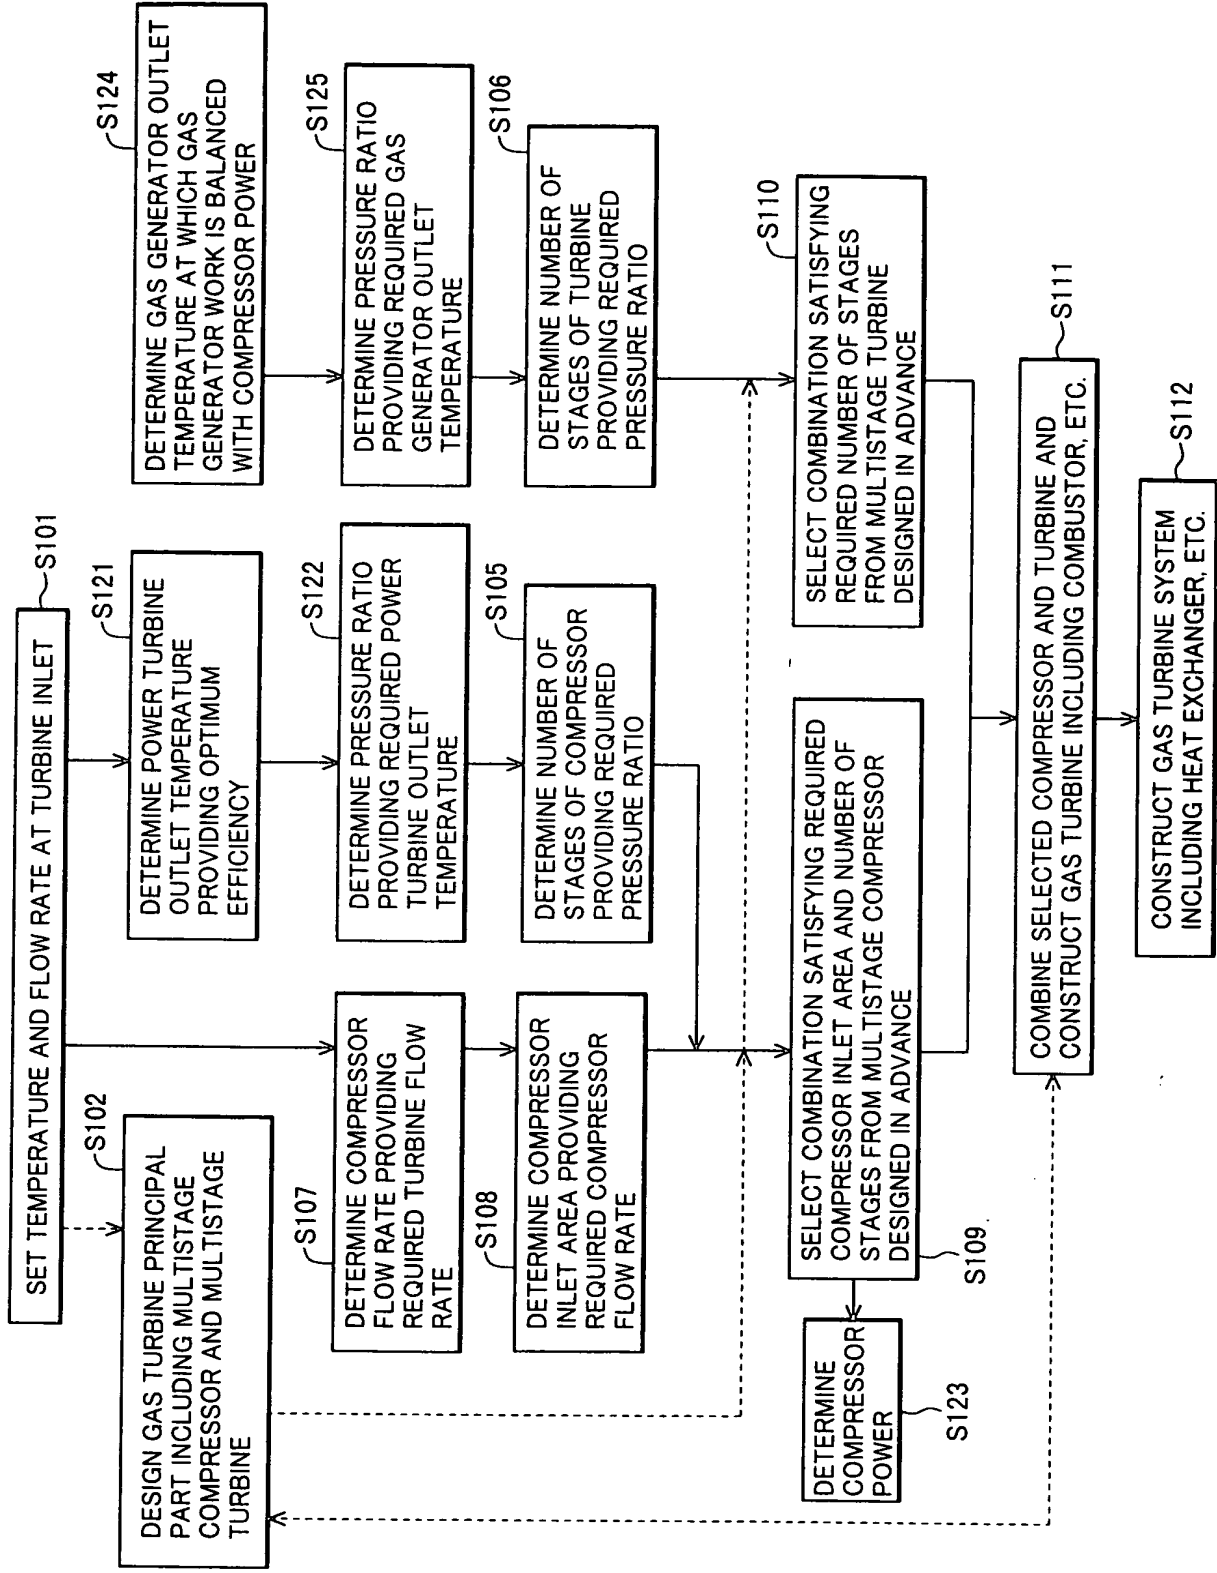 S101
SET TEMPERATURE AND FLOW RATE AT TURBINE INLET
S102
DESIGN GAS TURBINE PRINCIPAL
PART INCLUDING MULTISTAGE
COMPRESSOR AND MULTISTAGE
TURBINE
S121
DETERMINE POWER TURBINE
OUTLET TEMPERATURE
PROVIDING OPTIMUM
EFFICIENCY
S124
DETERMINE GAS GENERATOR OUTLET
TEMPERATURE AT WHICH GAS
GENERATOR WORK IS BALANCED
WITH COMPRESSOR POWER
S107
DETERMINE COMPRESSOR
FLOW RATE PROVIDING
REQUIRED TURBINE FLOW
RATE
S122
DETERMINE PRESSURE RATIO
PROVIDING REQUIRED POWER
TURBINE OUTLET
TEMPERATURE
S125
DETERMINE PRESSURE RATIO
PROVIDING REQUIRED GAS
GENERATOR OUTLET
TEMPERATURE
S108
DETERMINE COMPRESSOR
INLET AREA PROVIDING
REQUIRED COMPRESSOR
FLOW RATE
S105
DETERMINE NUMBER OF
STAGES OF COMPRESSOR
PROVIDING REQUIRED
PRESSURE RATIO
S106
DETERMINE NUMBER OF
STAGES OF TURBINE
PROVIDING REQUIRED
PRESSURE RATIO
DETERMINE
COMPRESSOR
POWER
S123
SELECT COMBINATION SATISFYING REQUIRED
COMPRESSOR INLET AREA AND NUMBER OF
STAGES FROM MULTISTAGE COMPRESSOR
DESIGNED IN ADVANCE
S109
S110
SELECT COMBINATION SATISFYING
REQUIRED NUMBER OF STAGES
FROM MULTISTAGE TURBINE
DESIGNED IN ADVANCE
S111
COMBINE SELECTED COMPRESSOR AND TURBINE AND
CONSTRUCT GAS TURBINE INCLUDING COMBUSTOR, ETC.
S112
CONSTRUCT GAS TURBINE SYSTEM
INCLUDING HEAT EXCHANGER, ETC.